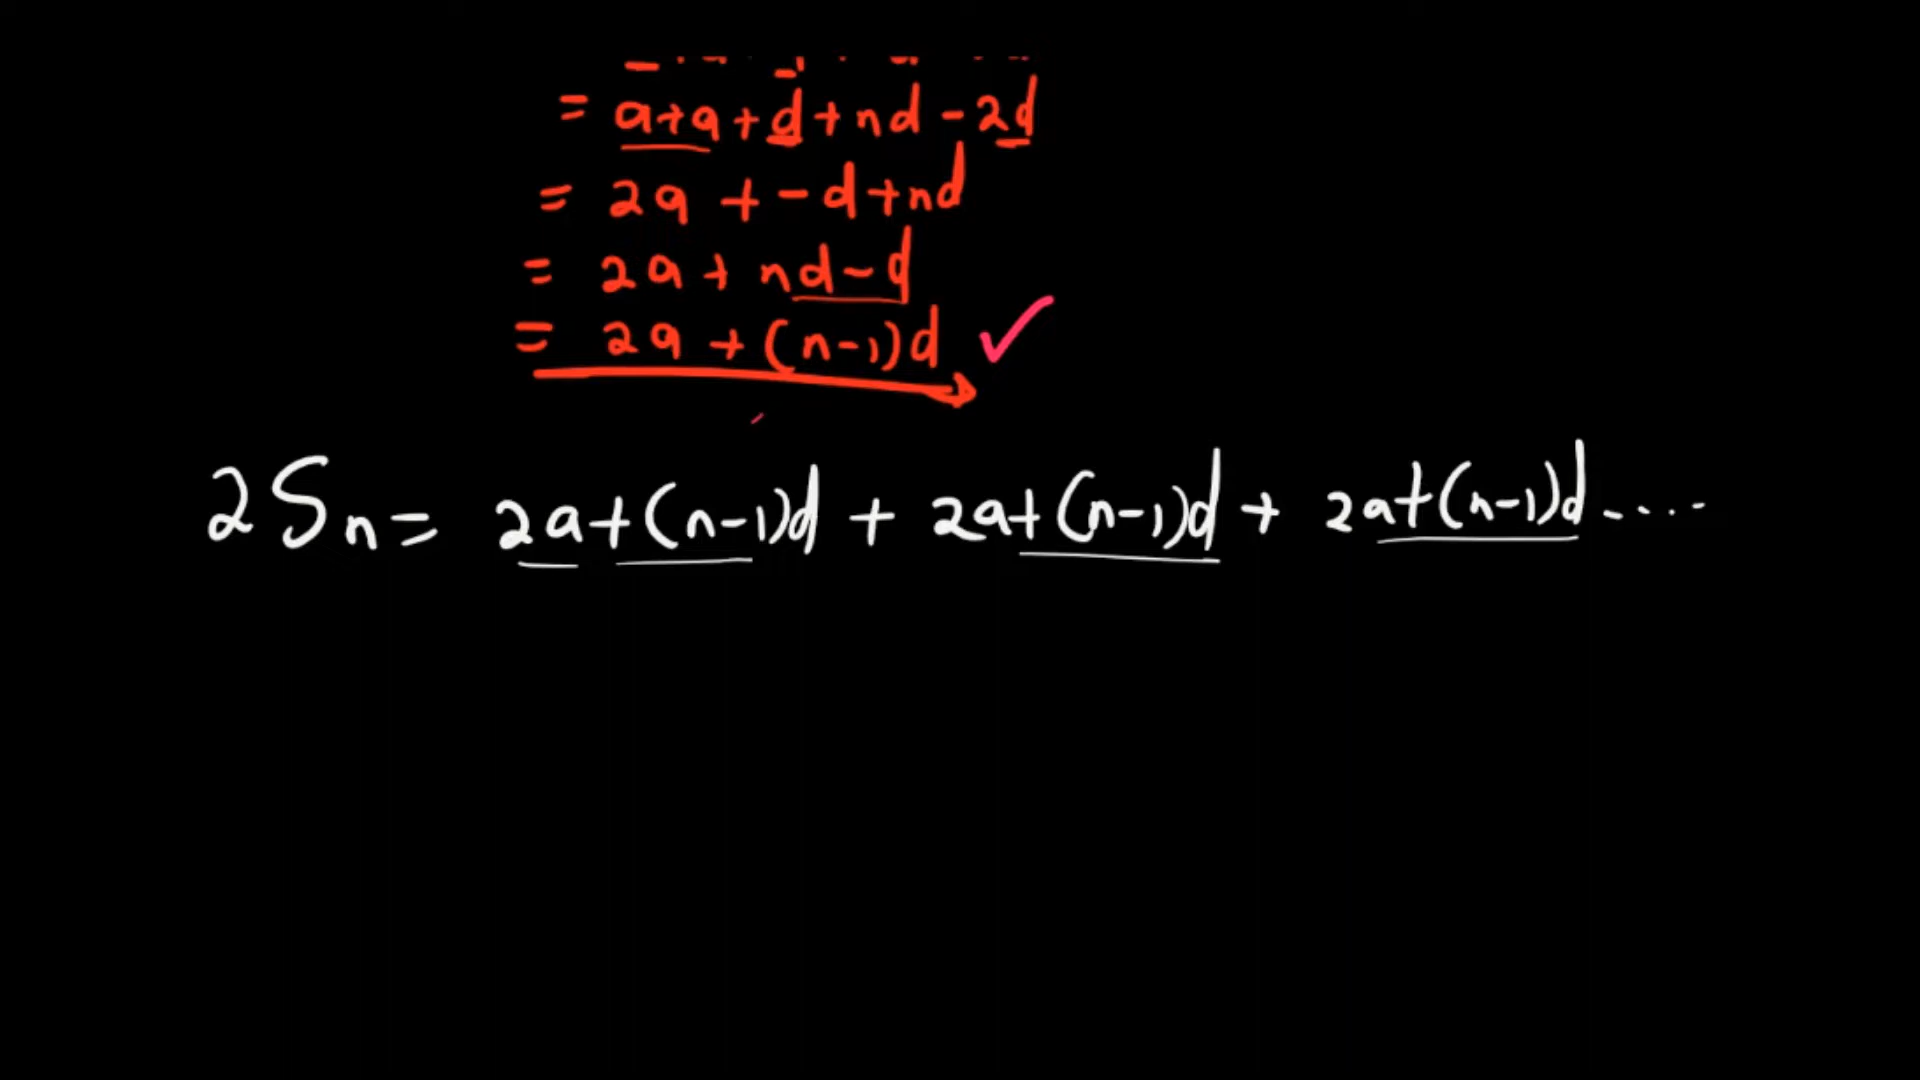 = a+a+d+nd-2d
= 2a + -d+nd
= 2a + nd-d
= 2a + (n-1)d ✓
2Sn= 2a+(n-1)d + 2a+(n-1)d + 2a+(n-1)d ....